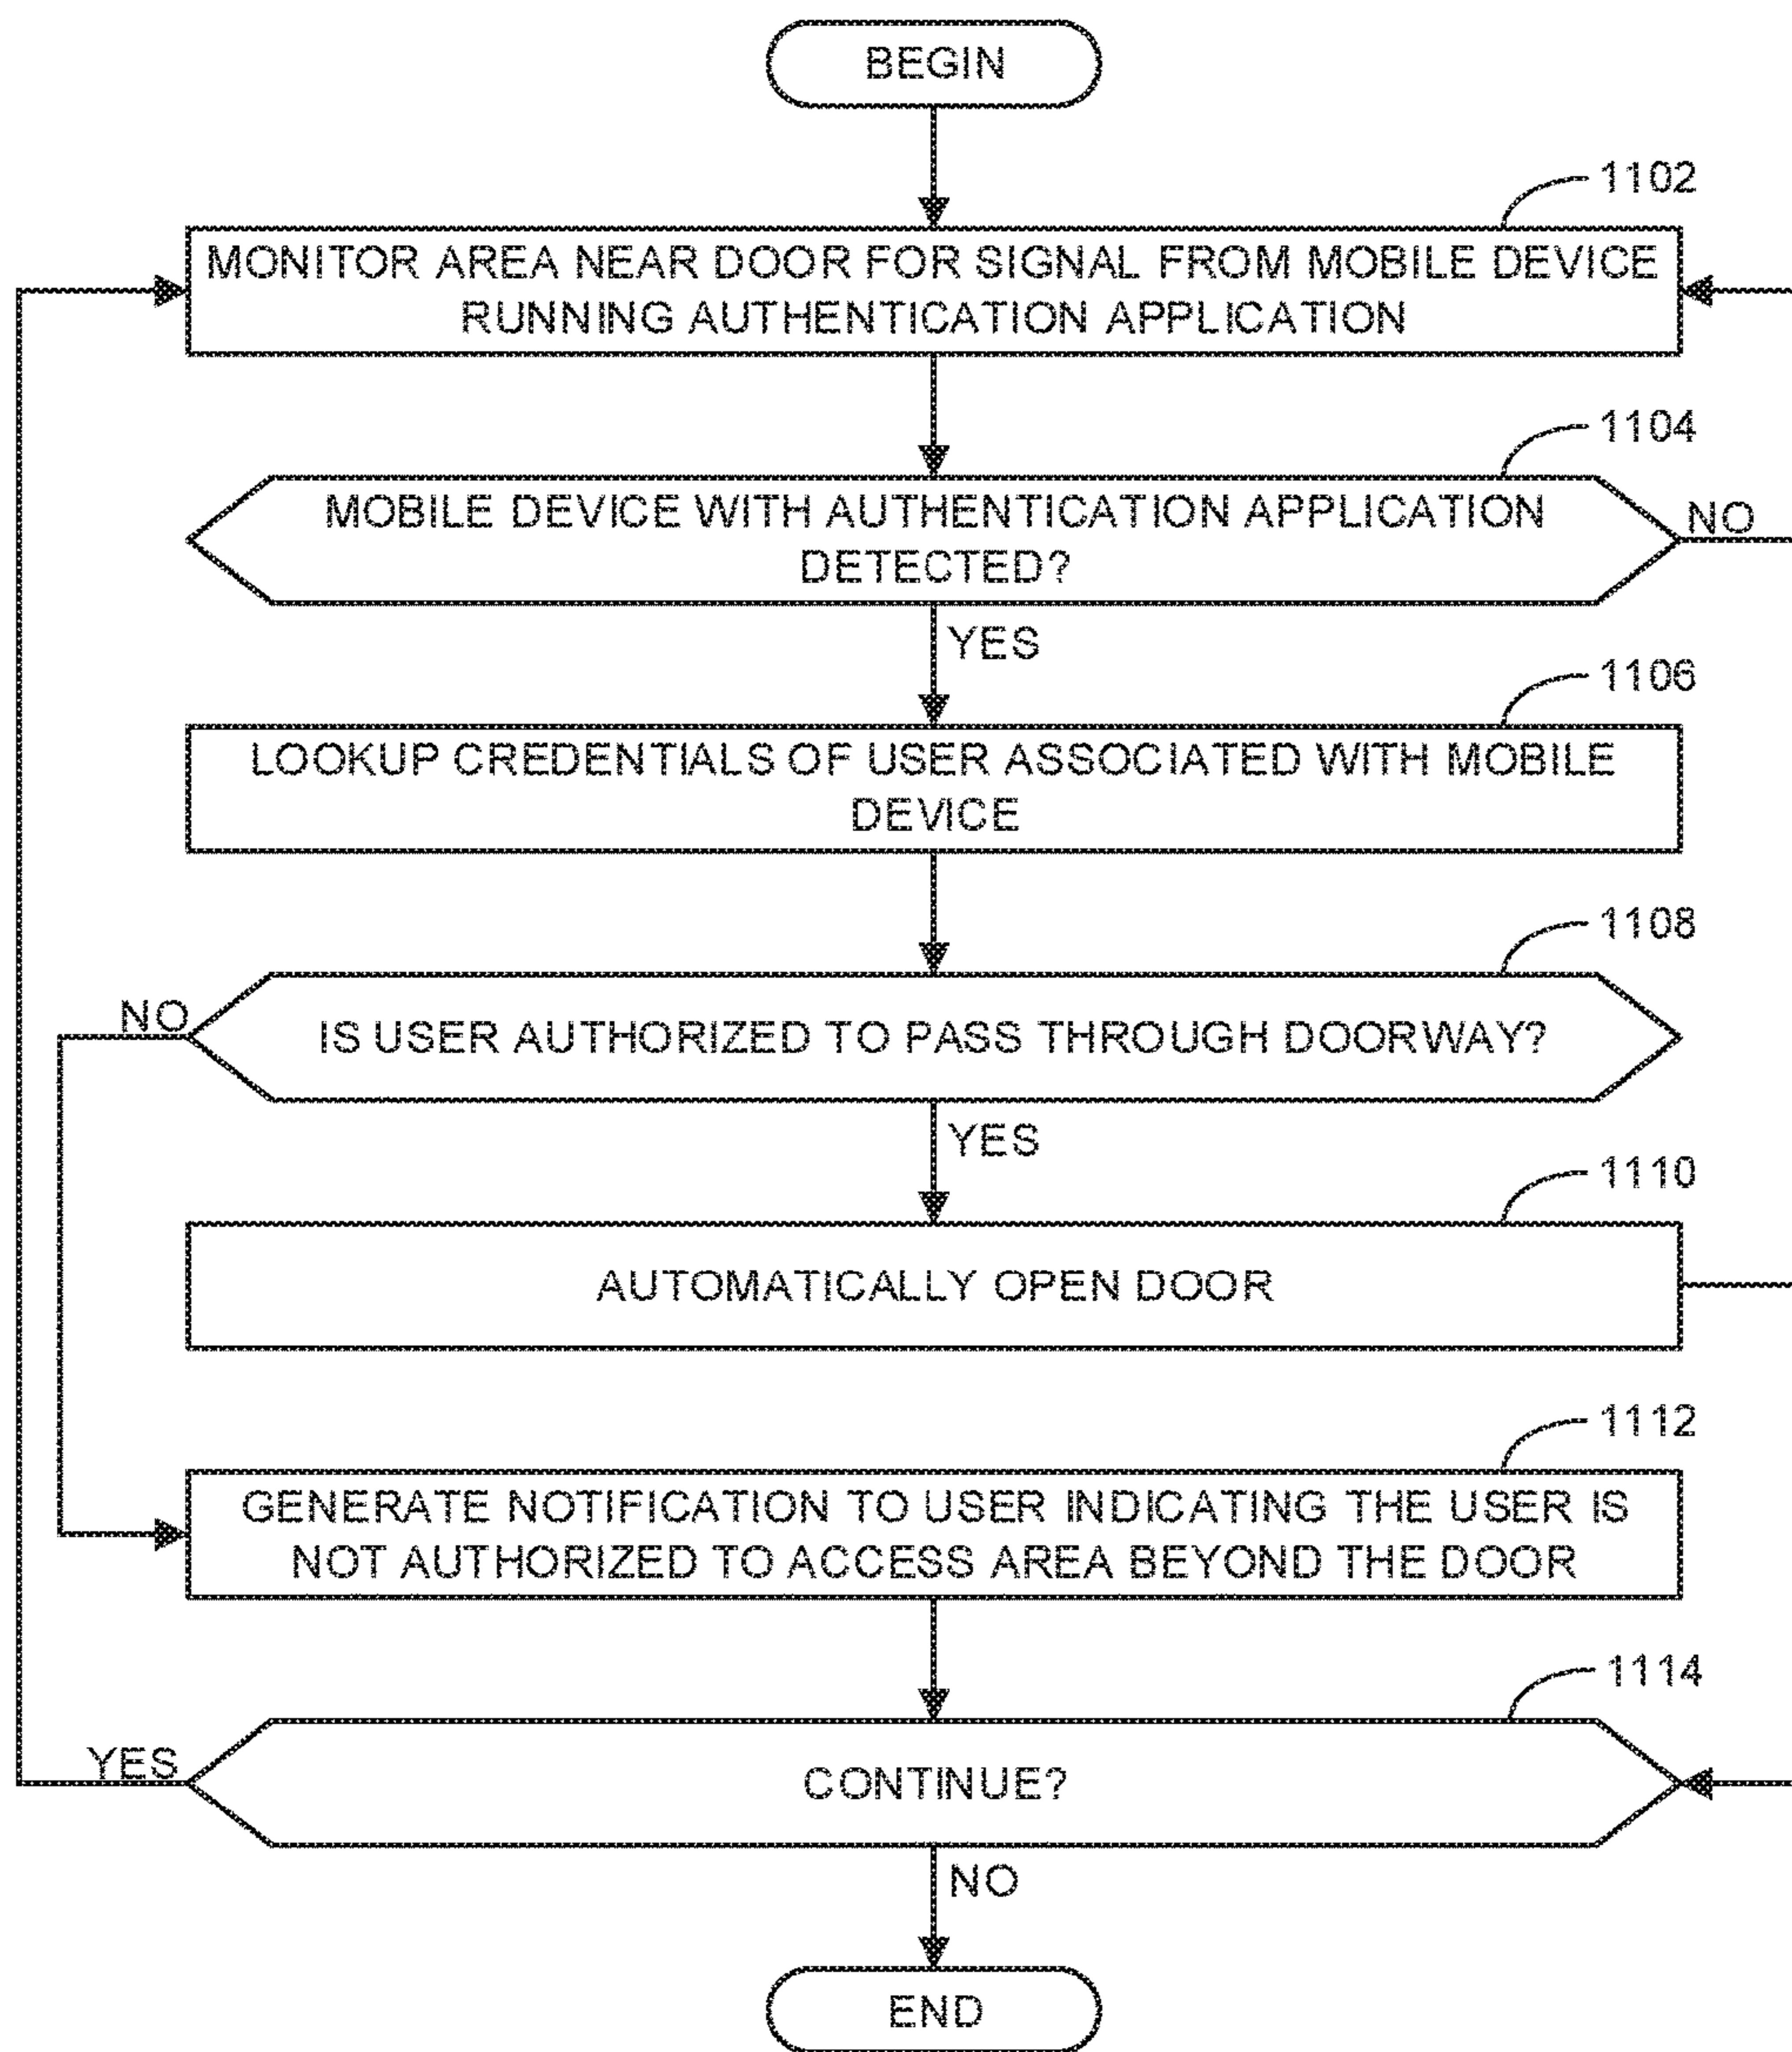 BEGIN
1102
MONITOR AREA NEAR DOOR FOR SIGNAL FROM MOBILE DEVICE
RUNNING AUTHENTICATION APPLICATION
1104
MOBILE DEVICE WITH AUTHENTICATION APPLICATION
DETECTED?
NO
YES
1106
LOOKUP CREDENTIALS OF USER ASSOCIATED WITH MOBILE
DEVICE
1108
NO
IS USER AUTHORIZED TO PASS THROUGH DOORWAY?
YES
1110
AUTOMATICALLY OPEN DOOR
1112
GENERATE NOTIFICATION TO USER INDICATING THE USER IS
NOT AUTHORIZED TO ACCESS AREA BEYOND THE DOOR
1114
YES
CONTINUE?
NO
END